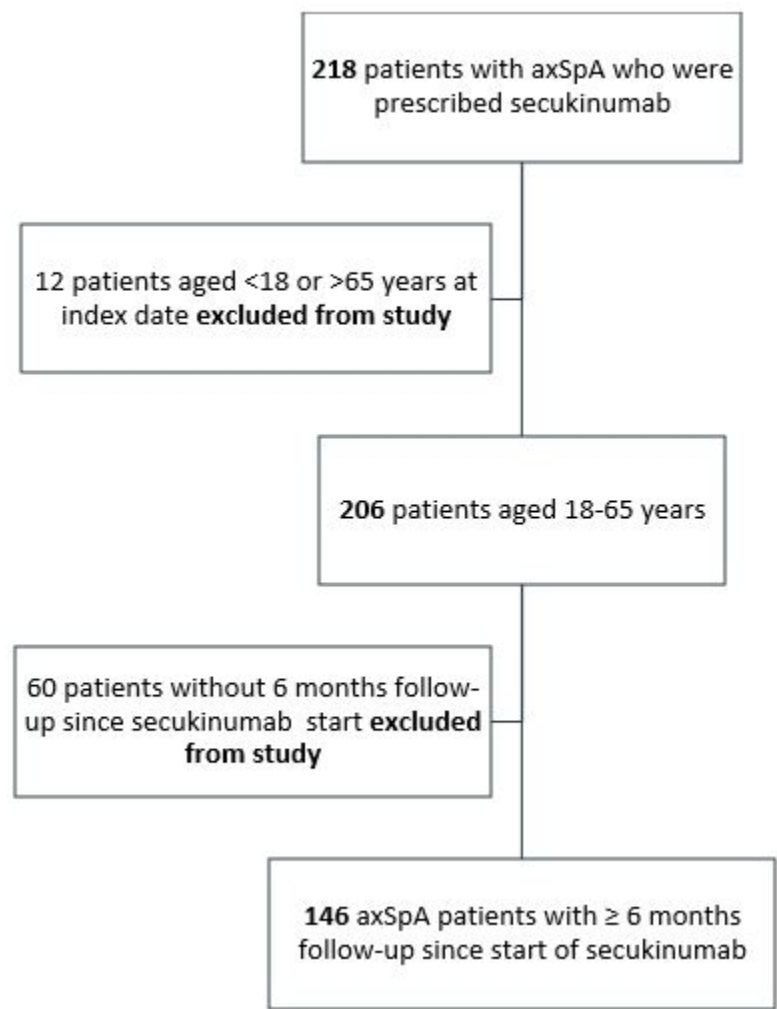 218 patients with axSpA who were
prescribed secukinumab
12 patients aged <18 or >65 years at
index date excluded from study
206 patients aged 18-65 years
60 patients without 6 months follow-
up since secukinumab start excluded
from study
146 axSpA patients with ≥ 6 months
follow-up since start of secukinumab